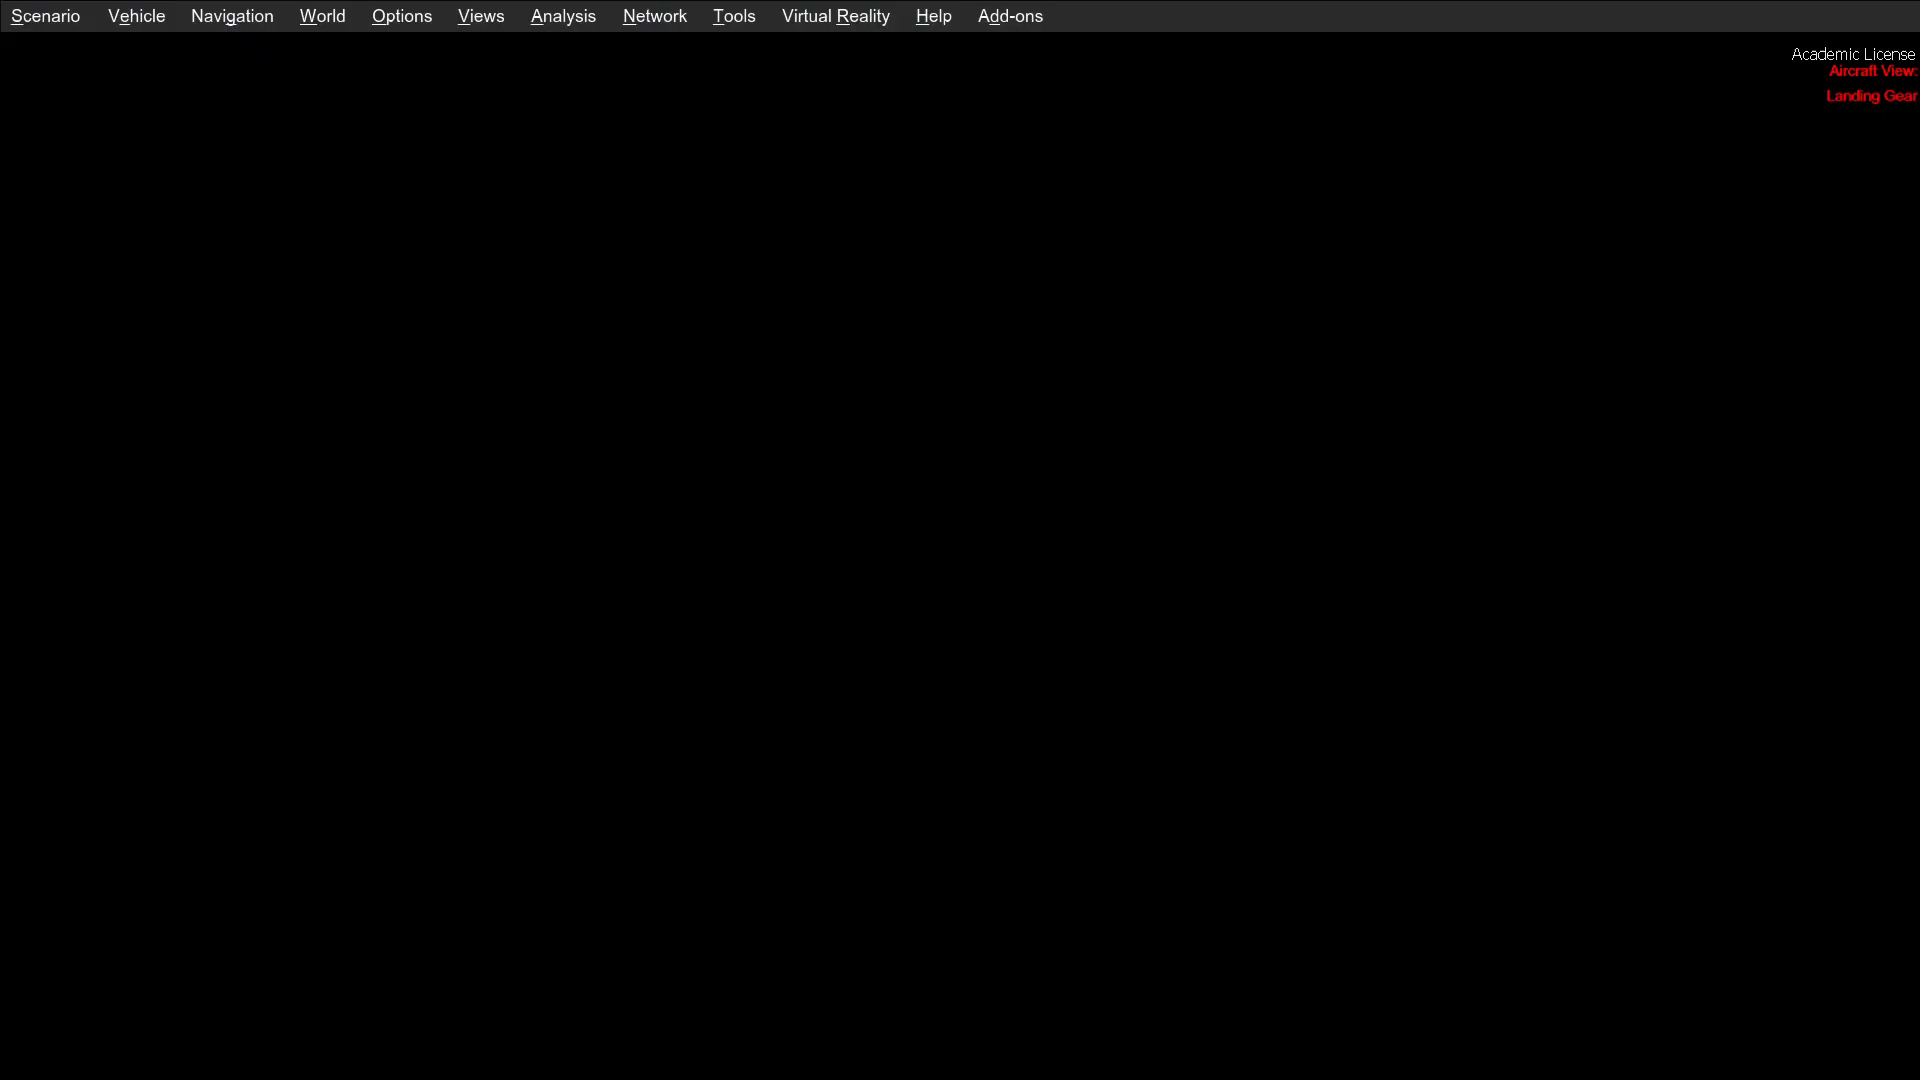 Scenario Vehicle Navigation World Options Views Analysis Network Tools Virtual Reality Help Add-ons
Academic License
Aircraft View:
Landing Gear